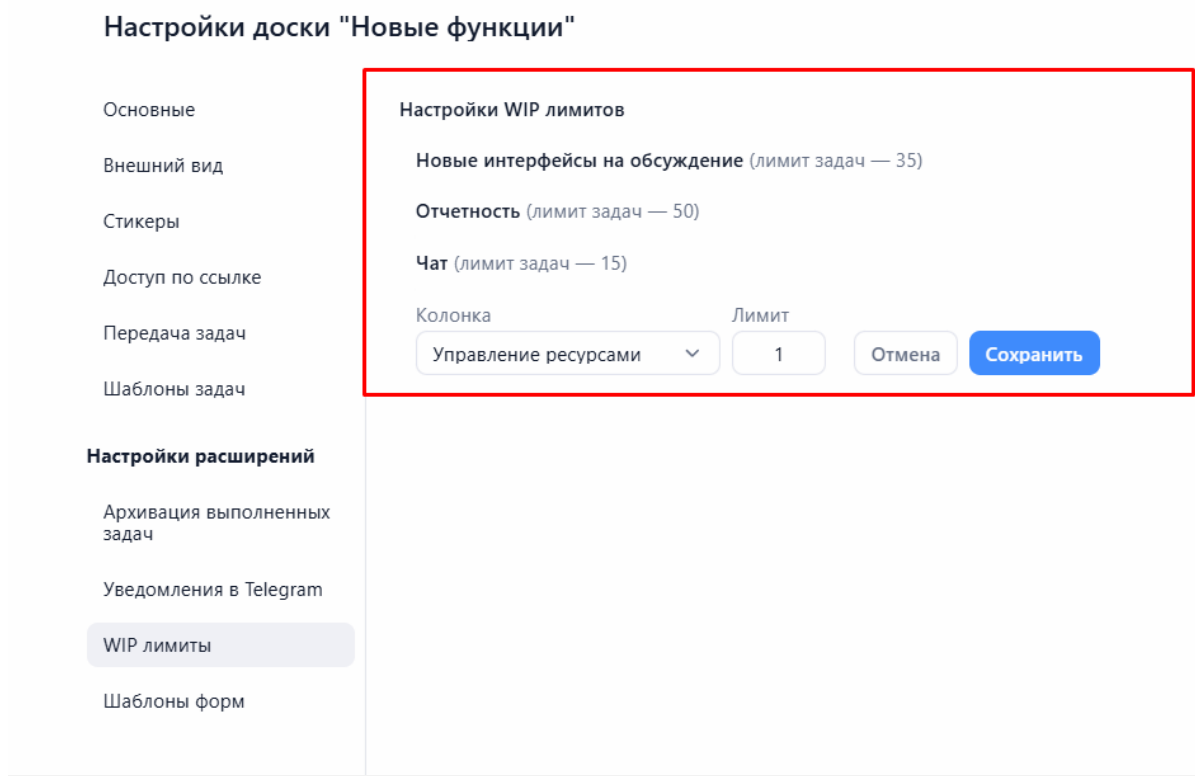 Настройки доски "Новые функции"
Основные
Внешний вид
Стикеры
Доступ по ссылке
Передача задач
Шаблоны задач
Настройки расширений
Архивация выполненных
задач
Уведомления в Telegram
WIP лимиты
Шаблоны форм
Настройки WIP лимитов
Новые интерфейсы на обсуждение (лимит задач — 35)
Отчетность (лимит задач — 50)
Чат (лимит задач — 15)
Колонка Лимит
Управление ресурсами 1 Отмена Сохранить